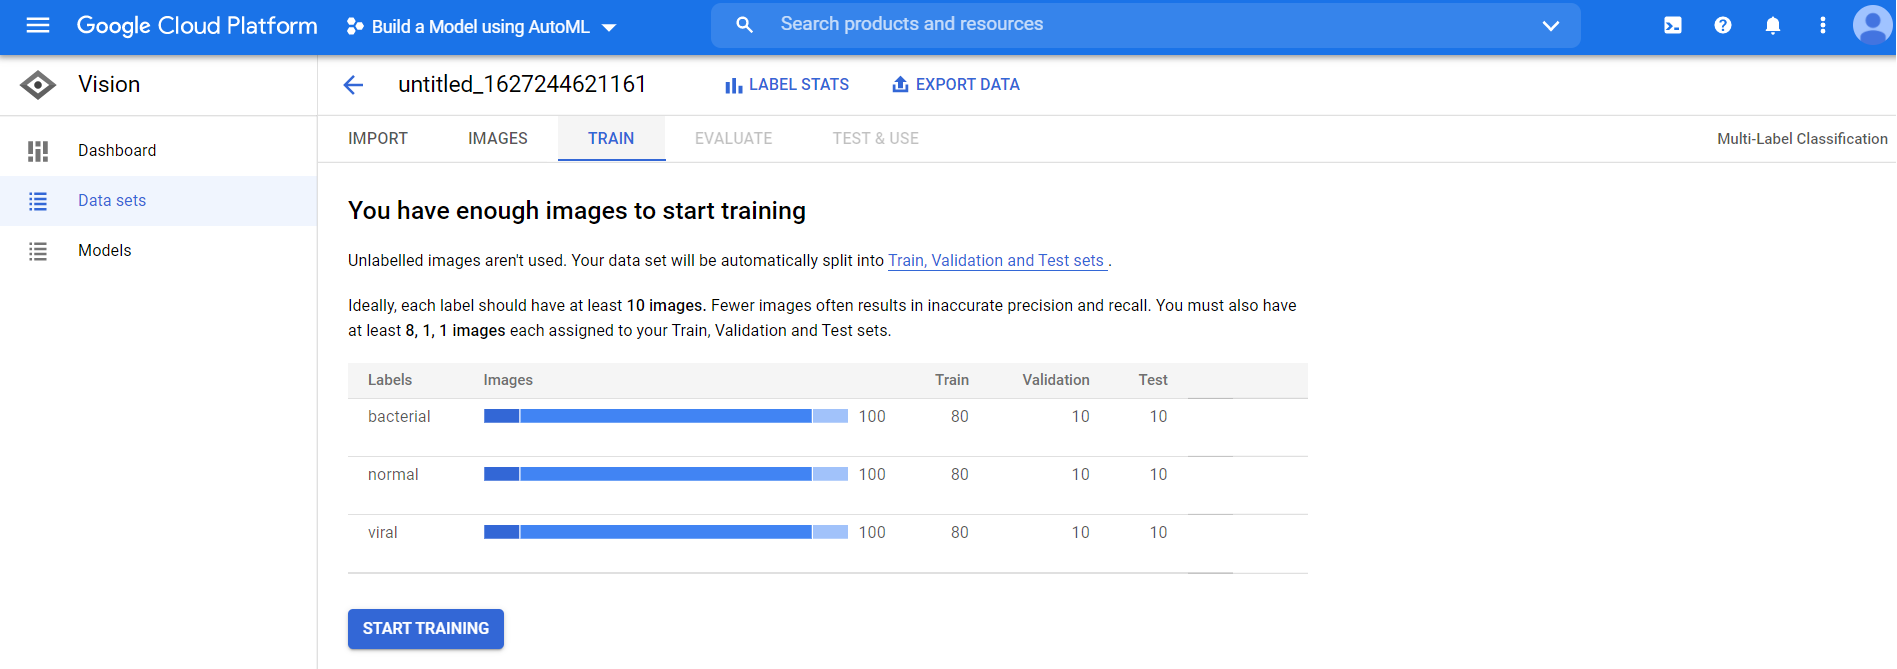 Google Cloud Platform
Build a Model using AutoML
Search products and resources
Vision
untitled_1627244621161
LABEL STATS
EXPORT DATA
Dashboard
Data sets
Models
IMPORT
IMAGES
TRAIN
EVALUATE
TEST & USE
Multi-Label Classification
You have enough images to start training
Unlabelled images aren't used. Your data set will be automatically split into Train, Validation and Test sets .
Ideally, each label should have at least 10 images. Fewer images often results in inaccurate precision and recall. You must also have
at least 8, 1, 1 images each assigned to your Train, Validation and Test sets.
Labels Images Train Validation Test
bacterial 100 80 10 10
normal 100 80 10 10
viral 100 80 10 10
START TRAINING